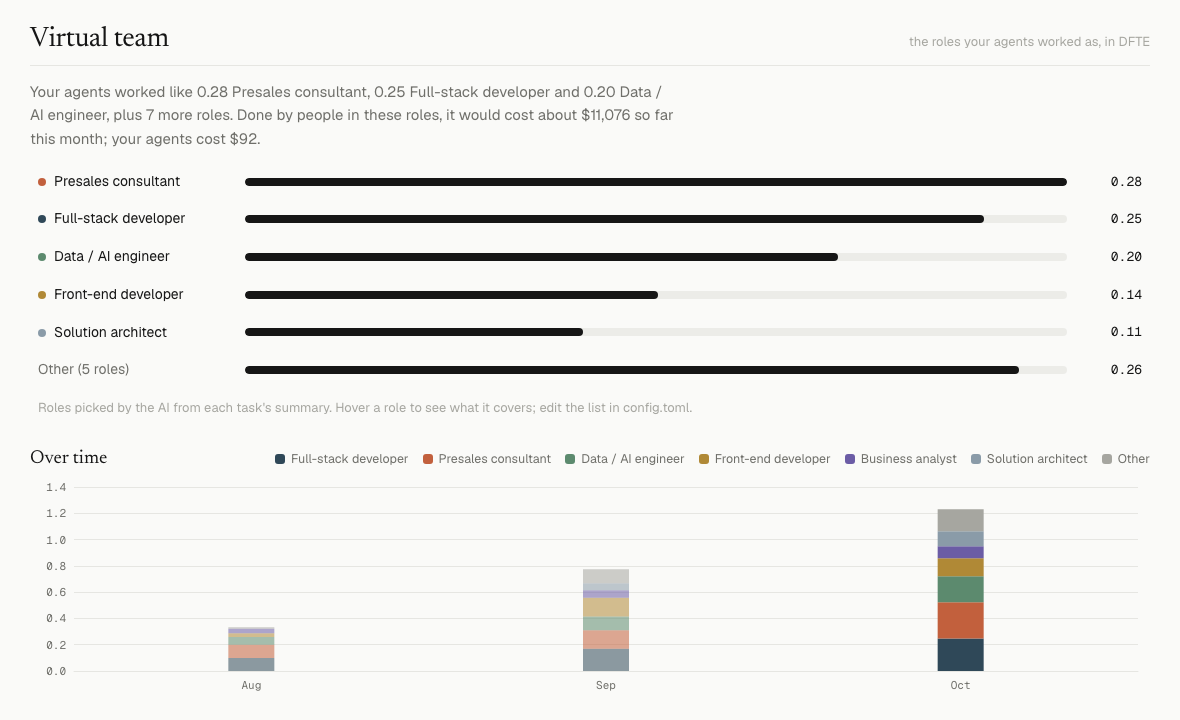 Virtual team
the roles your agents worked as, in DFTE
Your agents worked like 0.28 Presales consultant, 0.25 Full-stack developer and 0.20 Data /
AI engineer, plus 7 more roles. Done by people in these roles, it would cost about $11,076 so far
this month; your agents cost $92.
Presales consultant 0.28
Full-stack developer 0.25
Data / AI engineer 0.20
Front-end developer 0.14
Solution architect 0.11
Other (5 roles) 0.26
Roles picked by the AI from each task's summary. Hover a role to see what it covers; edit the list in config.toml.
Over time
Full-stack developer Presales consultant Data / AI engineer Front-end developer Business analyst Solution architect Other
1.4
1.2
1.0
0.8
0.6
0.4
0.2
0.0
Aug Sep Oct